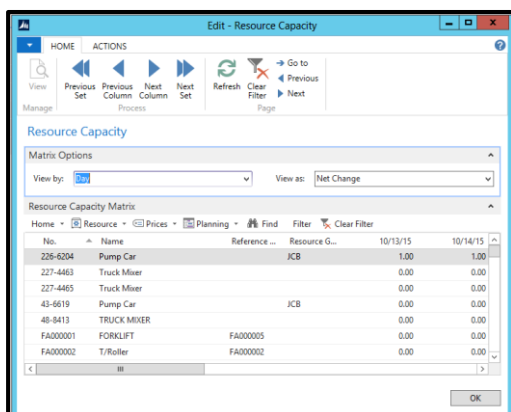 Edit - Resource Capacity
HOME ACTIONS
View Previous Set Previous Column Next Column Next Set Refresh Clear Filter Go to
Previous
Next
Manage Process Page
Resource Capacity
Matrix Options
View by: Day View as: Net Change
Resource Capacity Matrix
Home Resource Prices Planning Find Filter Clear Filter
No. Name Reference ... Resource G... 10/13/15 10/14/15
226-6204 Pump Car JCB 1.00 1.00
227-4463 Truck Mixer 0.00 0.00
227-4465 Truck Mixer 0.00 0.00
43-6619 Pump Car JCB 0.00 0.00
48-8413 TRUCK MIXER 0.00 0.00
FA000001 FORKLIFT FA000005 0.00 0.00
FA000002 T/Roller FA000002 0.00 0.00
OK